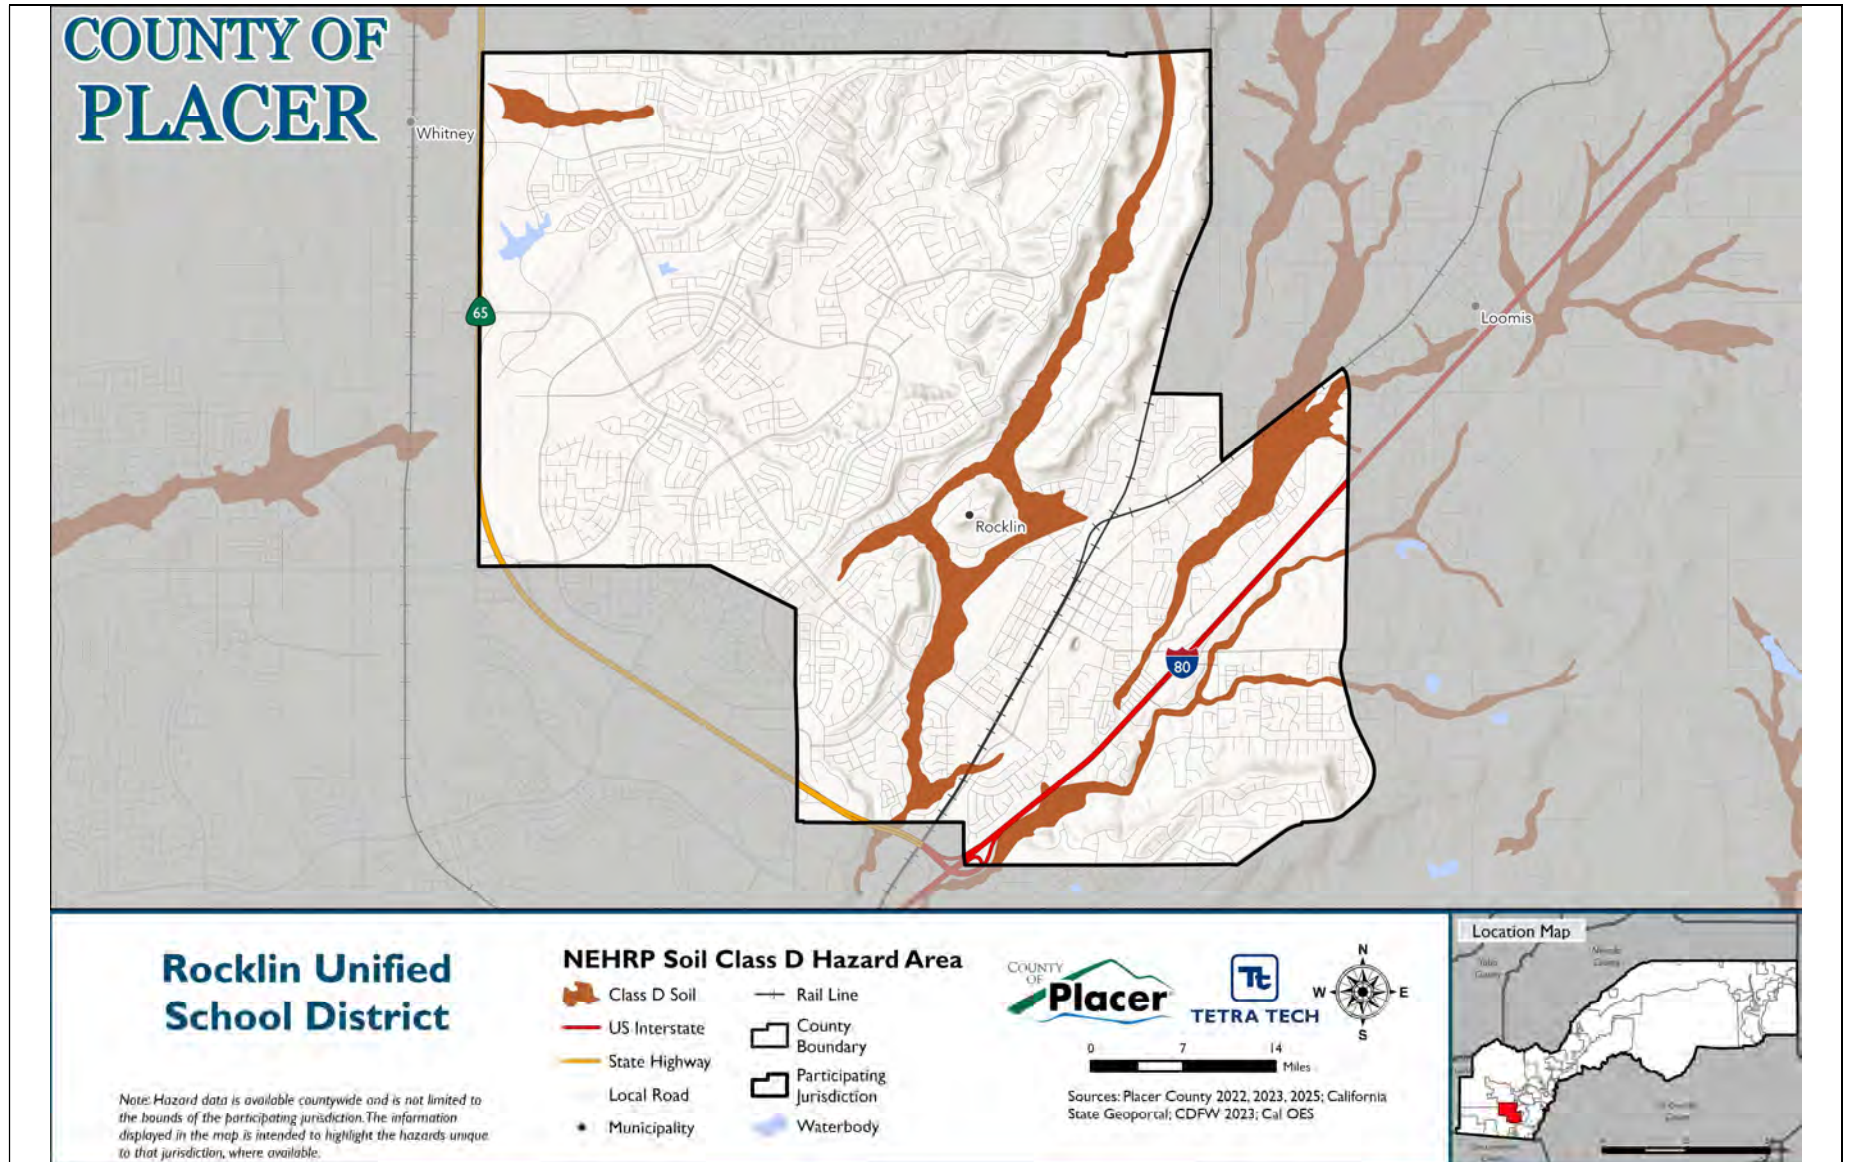 COUNTY OF
PLACER
Whitney
65
Loomis
Rocklin
80
Rocklin Unified
School District
Note: Hazard data is available countywide and is not limited to
the bounds of the participating jurisdiction. The information
displayed in the map is intended to highlight the hazards unique
to that jurisdiction, where available.
NEHRP Soil Class D Hazard Area
Class D Soil
US Interstate
State Highway
Local Road
Municipality
Rail Line
County
Boundary
Participating
Jurisdiction
Waterbody
COUNTY
OF
Placer
Tt
TETRA TECH
N
W
E
S
0 7 14
Miles
Sources: Placer County 2022, 2023, 2025; California
State Geoportal; CDFW 2023; Cal OES
Location Map
Nevada
County
County